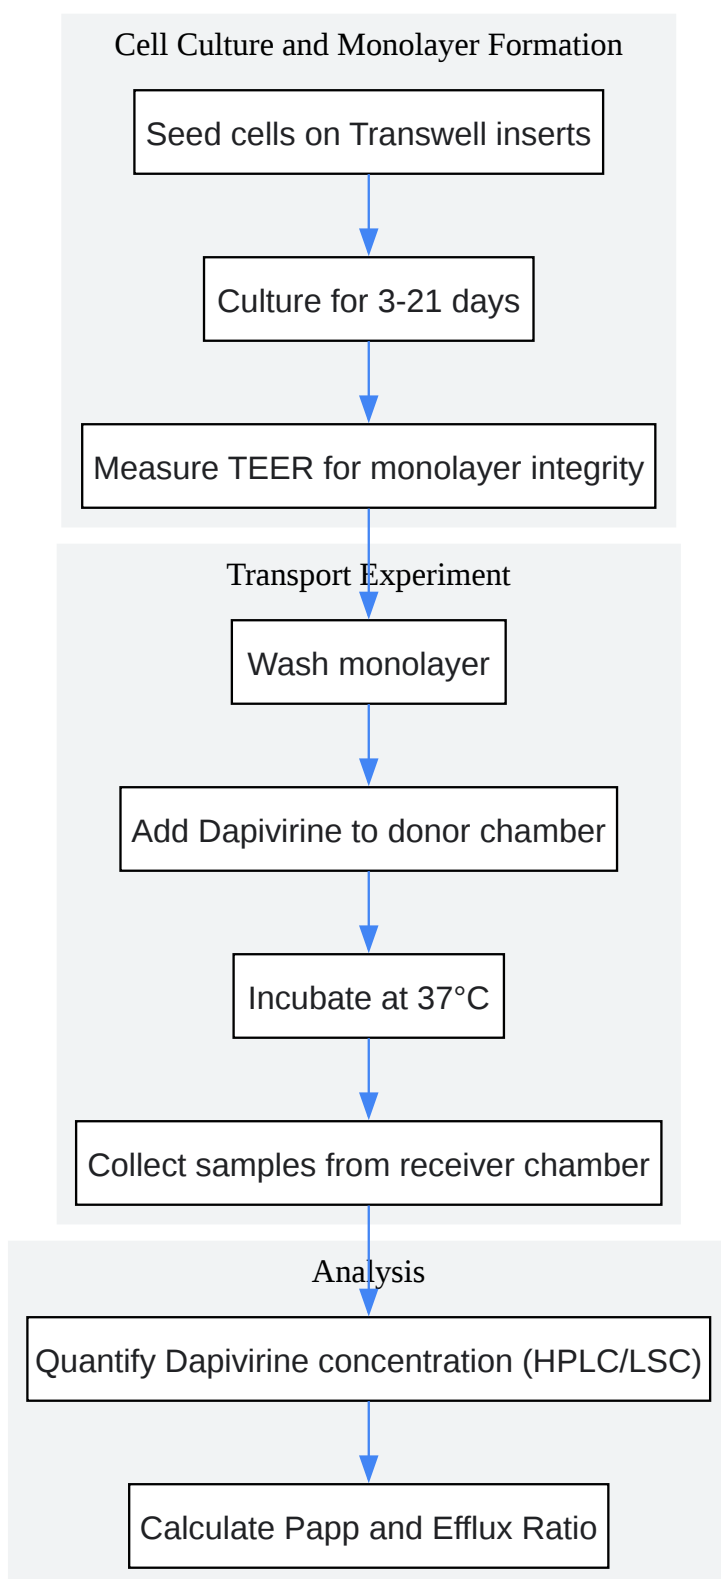 Cell Culture and Monolayer Formation
Seed cells on Transwell inserts
Culture for 3-21 days
Measure TEER for monolayer integrity
Transport Experiment
Wash monolayer
Add Dapivirine to donor chamber
Incubate at 37°C
Collect samples from receiver chamber
Analysis
Quantify Dapivirine concentration (HPLC/LSC)
Calculate Papp and Efflux Ratio